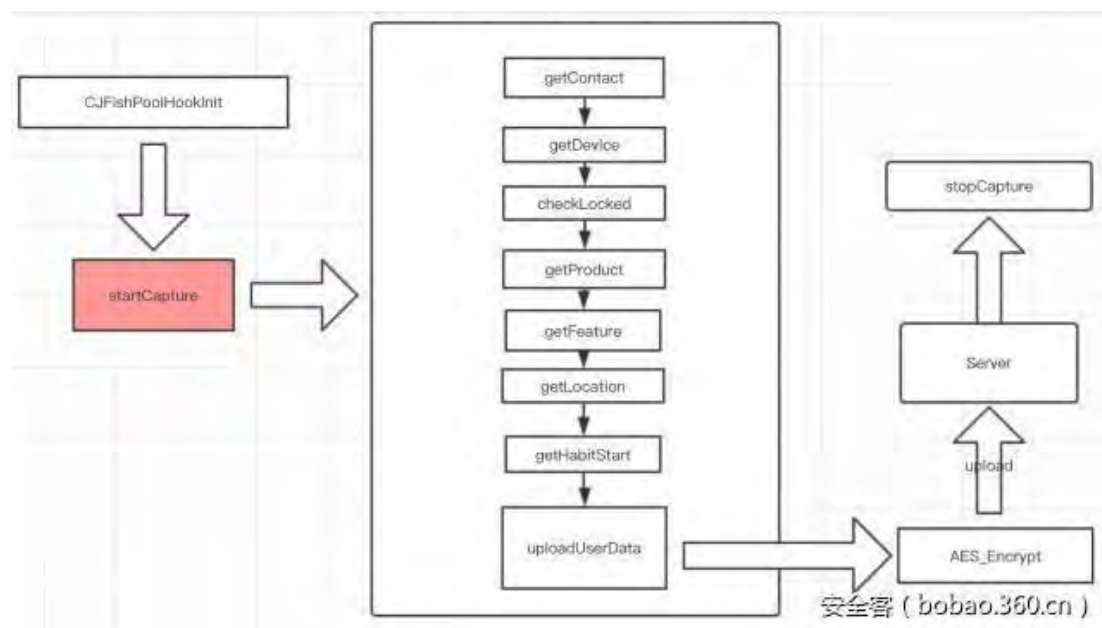 CJFishPoolHookInit
startCapture
getContact
getDevice
checkLocked
getProduct
getFeature
getLocation
getHabitStart
uploadUserData
stopCapture
Server
upload
AES_Encrypt
安全客 ( bobao.360.cn )